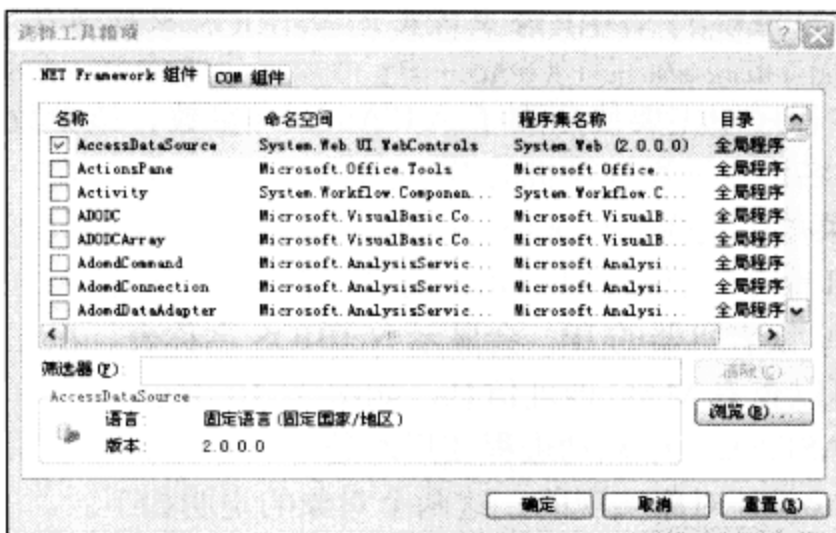 选择工具箱项
.NET Framework 组件 COM 组件
名称 命名空间 程序集名称 目录
AccessDataSource System.Web.UI.WebControls System.Web (2.0.0.0) 全局程序
ActionsPane Microsoft.Office.Tools Microsoft.Office... 全局程序
Activity System.Workflow.Componen... System.Workflow.C... 全局程序
ADODC Microsoft.VisualBasic.Co... Microsoft.VisualB... 全局程序
ADODCArray Microsoft.VisualBasic.Co... Microsoft.VisualB... 全局程序
AdomdCommand Microsoft.AnalysisServic... Microsoft.Analysi... 全局程序
AdomdConnection Microsoft.AnalysisServic... Microsoft.Analysi... 全局程序
AdomdDataAdapter Microsoft.AnalysisServic... Microsoft.Analysi... 全局程序
筛选器(F): 清除(C)
AccessDataSource
语言: 固定语言(固定国家/地区) 浏览(B)...
版本: 2.0.0.0
确定 取消 重置(R)